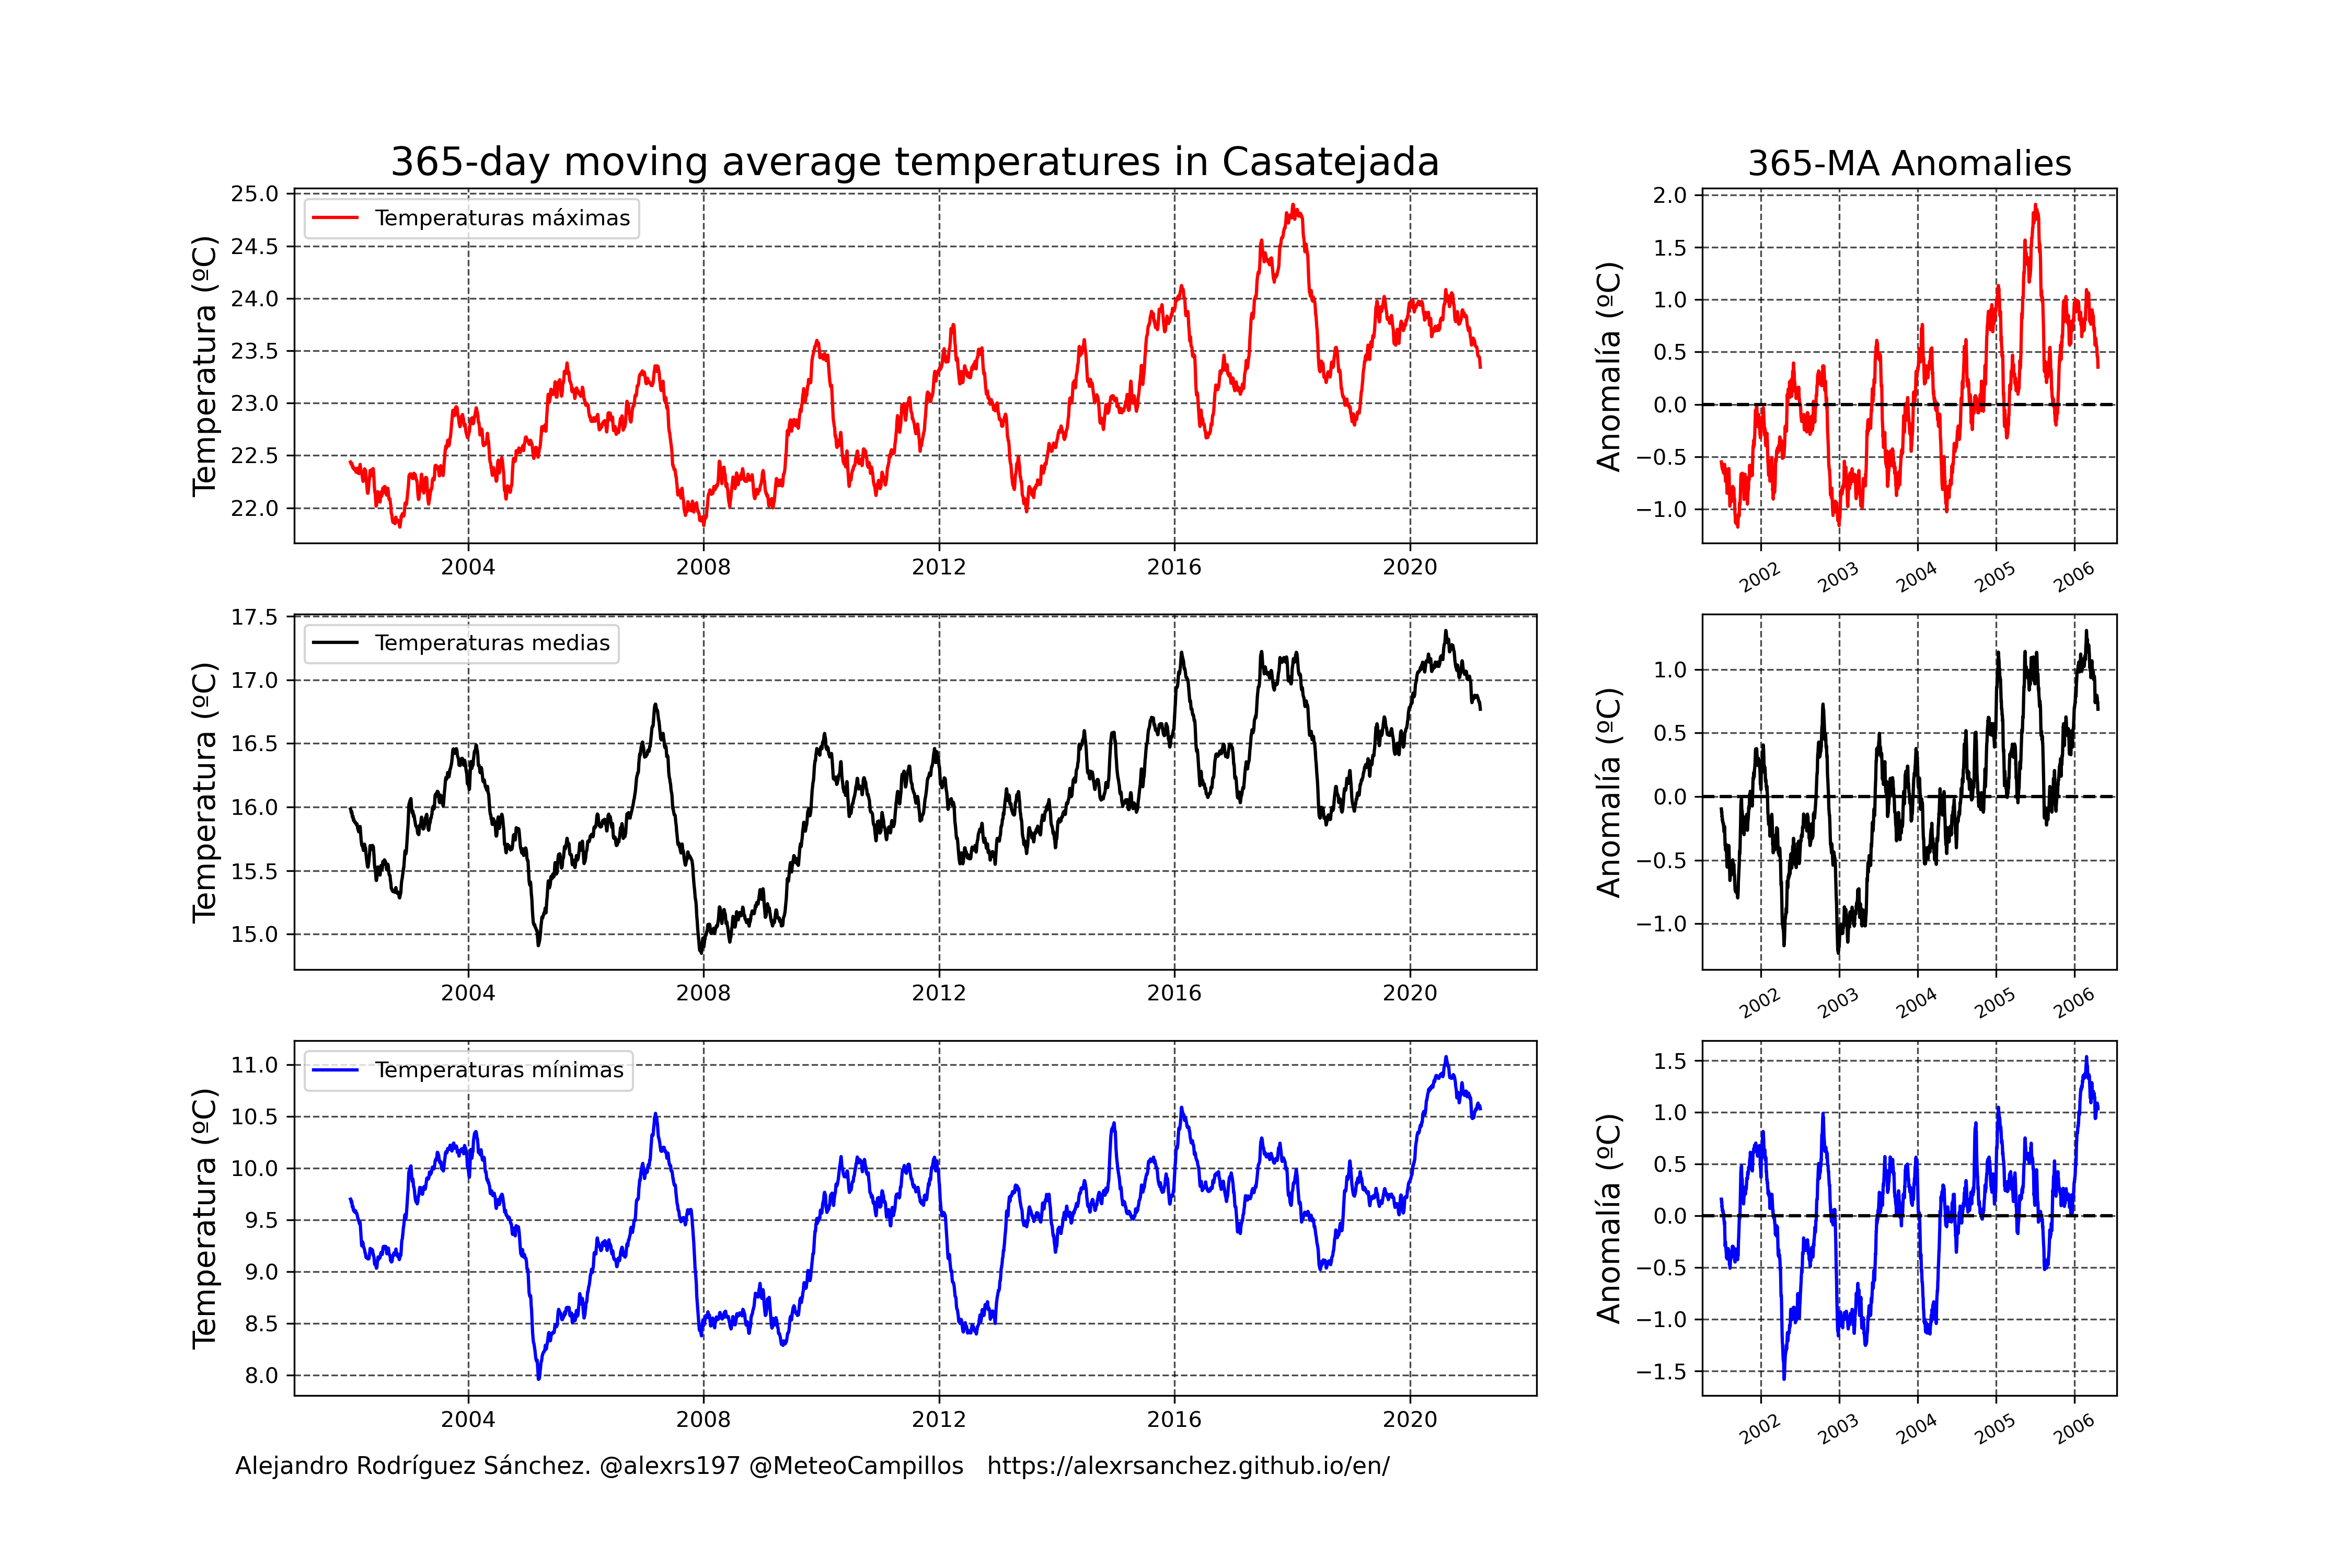 365-day moving average temperatures in Casatejada
365-MA Anomalies
Temperatura (ºC)
25.0
24.5
24.0
23.5
23.0
22.5
22.0
Temperaturas máximas
2004 2008 2012 2016 2020
Anomalía (ºC)
2.0
1.5
1.0
0.5
0.0
−0.5
−1.0
2002 2003 2004 2005 2006
Temperatura (ºC)
17.5
17.0
16.5
16.0
15.5
15.0
Temperaturas medias
2004 2008 2012 2016 2020
Anomalía (ºC)
1.0
0.5
0.0
−0.5
−1.0
2002 2003 2004 2005 2006
Temperatura (ºC)
11.0
10.5
10.0
9.5
9.0
8.5
8.0
Temperaturas mínimas
2004 2008 2012 2016 2020
Anomalía (ºC)
1.5
1.0
0.5
0.0
−0.5
−1.0
−1.5
2002 2003 2004 2005 2006
Alejandro Rodríguez Sánchez. @alexrs197 @MeteoCampillos https://alexrsanchez.github.io/en/